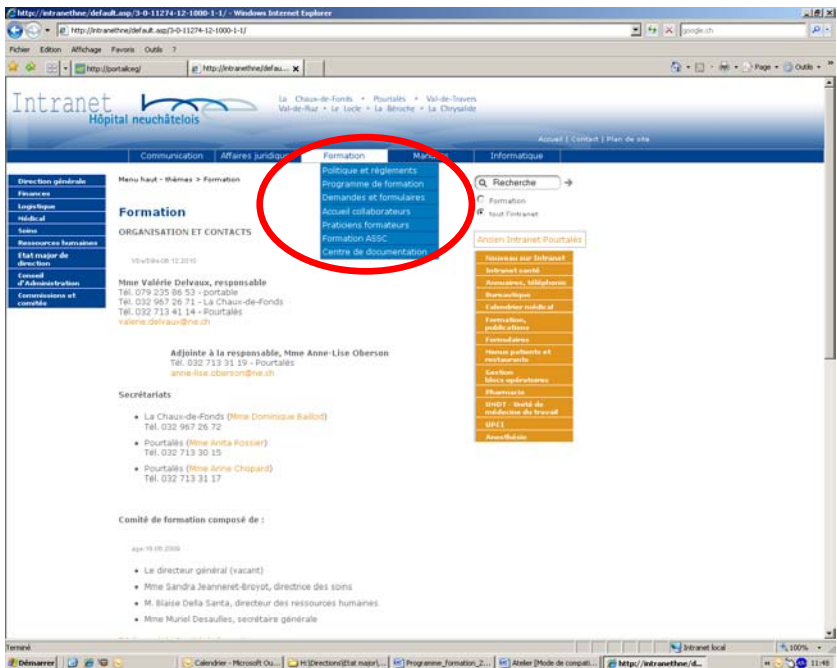 http://intranethne/default.asp/3-0-11274-12-1000-1-1/ - Windows Internet Explorer
http://intranethne/default.asp/3-0-11274-12-1000-1-1/
google.ch
Fichier Edition Affichage Favoris Outils ?
http://portailceg/
http://intranethne/defau...
Page
Outils
Intranet
Hôpital neuchâtelois
La Chaux-de-Fonds • Pourtalès • Val-de-Travers
Val-de-Ruz • Le Locle • La Béroche • La Chrysalide
Accueil | Contact | Plan de site
Communication
Affaires juridiqu
Formation
Informatique
Direction générale
Finances
Logistique
Médical
Soins
Ressources humaines
Etat major de
direction
Conseil
d'Administration
Commissions et
comités
Menu haut - thèmes > Formation
Formation
ORGANISATION ET CONTACTS
Mme Valérie Delvaux, responsable
Tél. 079 235 86 53 - portable
Tél. 032 967 26 71 - La Chaux-de-Fonds
Tél. 032 713 41 14 - Pourtalès
valerie.delvaux@ne.ch
Adjointe à la responsable, Mme Anne-Lise Oberson
Tél. 032 713 31 19 - Pourtalès
anne-lise.oberson@ne.ch
Secrétariats
• La Chaux-de-Fonds (Mme Dominique Baillod)
Tél. 032 967 26 72
• Pourtalès (Mme Anita Rossier)
Tél. 032 713 30 15
• Pourtalès (Mme Anne Chopard)
Tél. 032 713 31 17
Comité de formation composé de :
• Le directeur général (vacant)
• Mme Sandra Jeanneret-Broyot, directrice des soins
• M. Blaise Della Santa, directeur des ressources humaines
• Mme Muriel Desaulles, secrétaire générale
Politique et règlements
Programme de formation
Demandes et formulaires
Accueil collaborateurs
Praticiens formateurs
Formation ASSC
Centre de documentation
Recherche
Formation
tout l'intranet
Ancien Intranet Pourtalès
Nouveau sur Intranet
Intranet santé
Annuaires, téléphonie
Bureautique
Calendrier médical
Formation,
publications
Formulaires
Menus patients et
restaurants
Gestion
blocs opératoires
Pharmacie
UMDT - Unité de
médecine du travail
UPCI
Anesthésie
Terminé
Intranet local
100%
Démarrer
Calendrier - Microsoft Ou...
H:\Directions\Etat major\...
Programme_formation_2...
Atelier [Mode de compati...
http://intranethne/d...
11:41